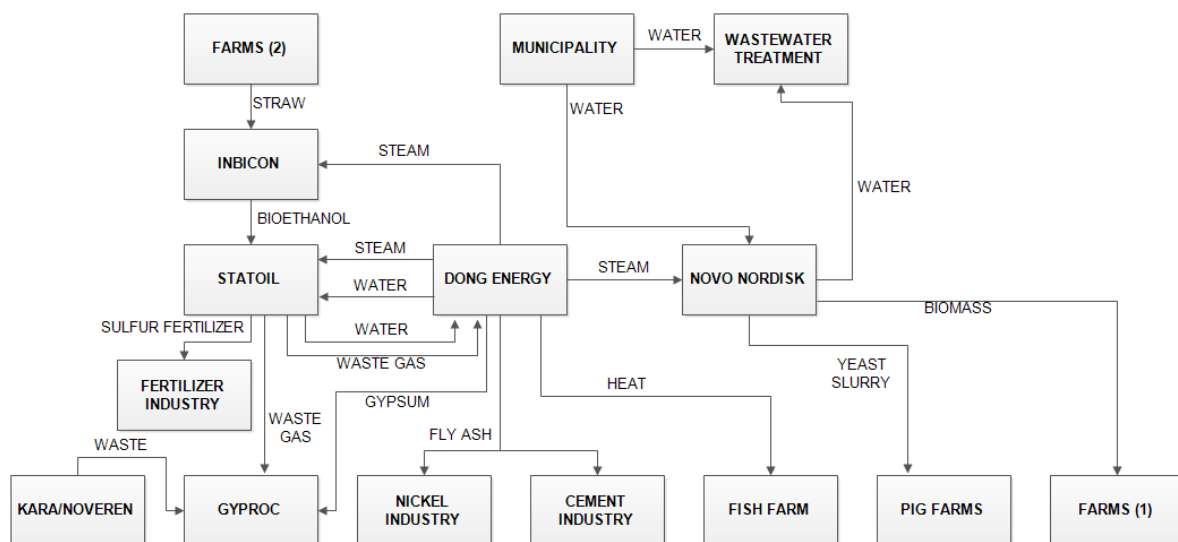 FARMS (2)
MUNICIPALITY
WATER
WASTEWATER
TREATMENT
STRAW
WATER
INBICON
STEAM
WATER
BIOETHANOL
STATOIL
STEAM
DONG ENERGY
STEAM
NOVO NORDISK
WATER
BIOMASS
SULFUR FERTILIZER
WATER
WASTE GAS
FERTILIZER
INDUSTRY
YEAST
SLURRY
HEAT
GYPSUM
WASTE
GAS
FLY ASH
WASTE
KARA/NOVEREN
GYPROC
NICKEL
INDUSTRY
CEMENT
INDUSTRY
FISH FARM
PIG FARMS
FARMS (1)